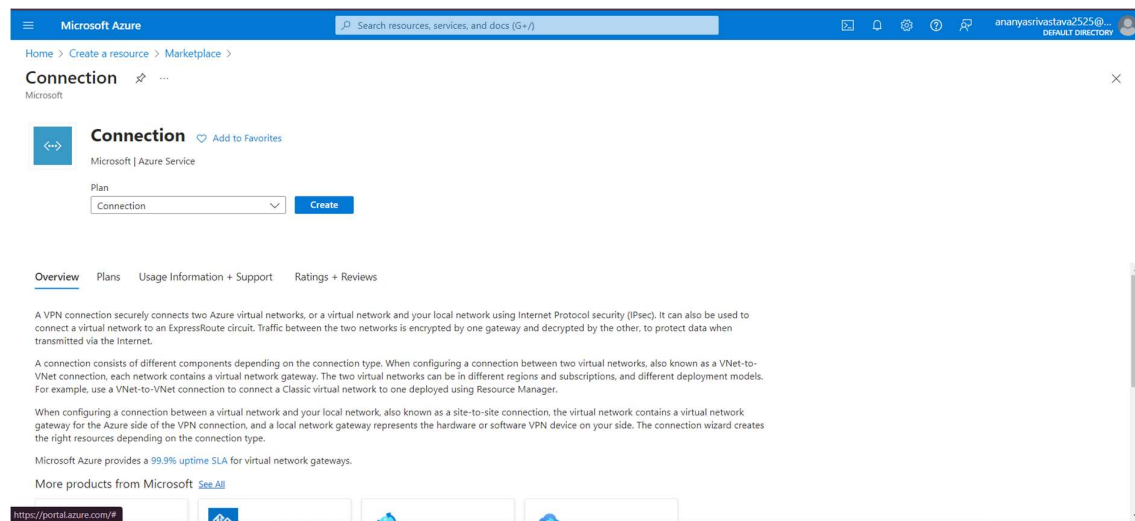 Microsoft Azure
Search resources, services, and docs (G+/)
ananyasrivastava2525@...
DEFAULT DIRECTORY
Home > Create a resource > Marketplace >
Connection
...
Microsoft
Connection
Add to Favorites
Microsoft | Azure Service
Plan
Connection
Create
Overview
Plans
Usage Information + Support
Ratings + Reviews
A VPN connection securely connects two Azure virtual networks, or a virtual network and your local network using Internet Protocol security (IPsec). It can also be used to
connect a virtual network to an ExpressRoute circuit. Traffic between the two networks is encrypted by one gateway and decrypted by the other, to protect data when
transmitted via the Internet.
A connection consists of different components depending on the connection type. When configuring a connection between two virtual networks, also known as a VNet-to-
VNet connection, each network contains a virtual network gateway. The two virtual networks can be in different regions and subscriptions, and different deployment models.
For example, use a VNet-to-VNet connection to connect a Classic virtual network to one deployed using Resource Manager.
When configuring a connection between a virtual network and your local network, also known as a site-to-site connection, the virtual network contains a virtual network
gateway for the Azure side of the VPN connection, and a local network gateway represents the hardware or software VPN device on your side. The connection wizard creates
the right resources depending on the connection type.
Microsoft Azure provides a 99.9% uptime SLA for virtual network gateways.
More products from Microsoft See All
https://portal.azure.com/#